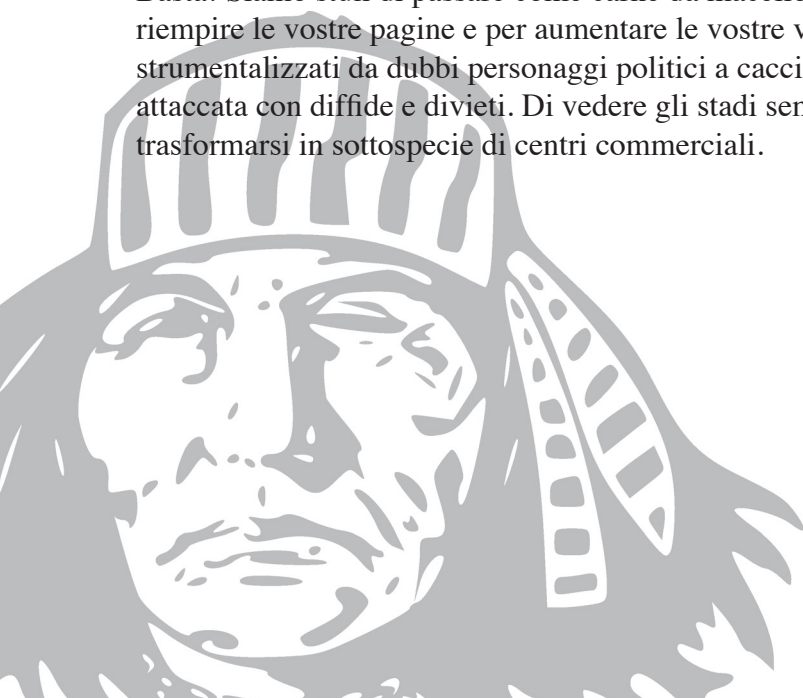 riempire le vostre pagine e per aumentare le vostre
strumentalizzati da dubbi personaggi politici a
attaccata con diffide e divieti. Di vedere gli stadi
trasformarsi in sottospecie di centri commerciali.